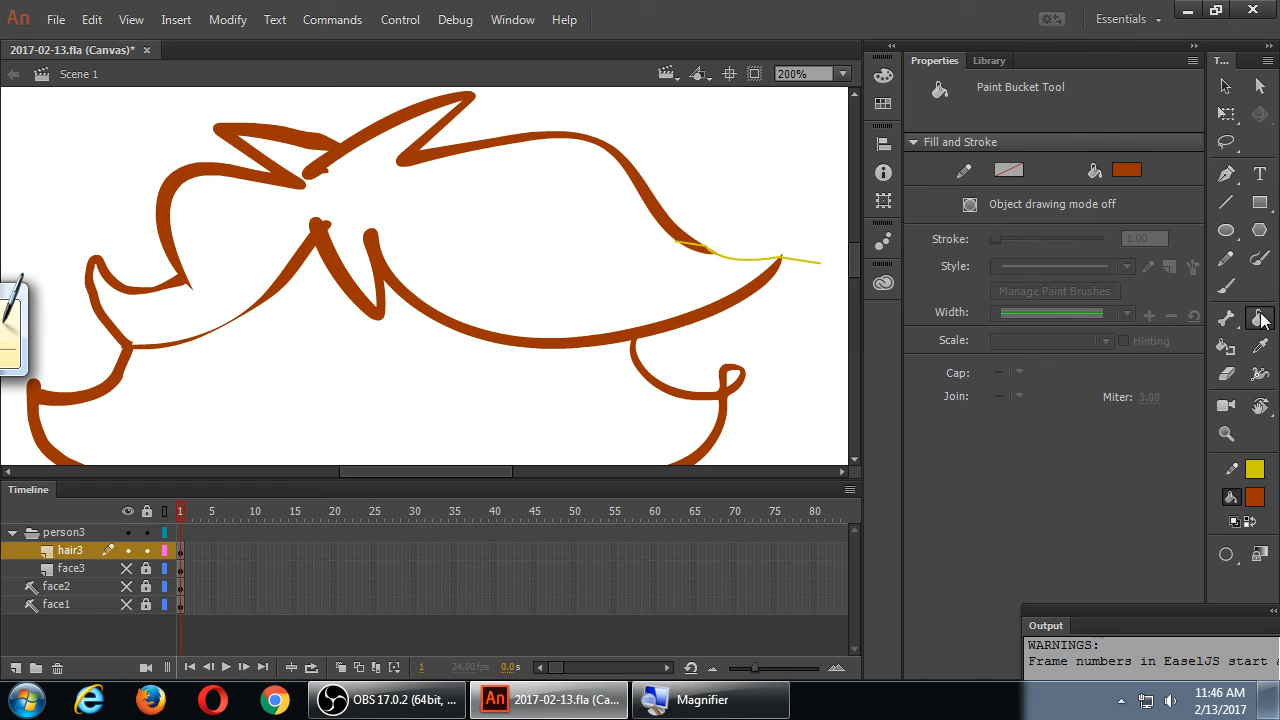 An File Edit View Insert Modify Text Commands Control Debug Window Help Essentials
2017-02-13.fla (Canvas)* ×
Scene 1 200%
Properties Library T...
Paint Bucket Tool
Fill and Stroke
Object drawing mode off
Stroke: 1.00
Style:
Manage Paint Brushes
Width:
Scale: Hinting
Cap:
Join: Miter: 3.00
Timeline
1 5 10 15 20 25 30 35 40 45 50 55 60 65 70 75 80
person3
hair3
face3
face2
face1
1 24.00 fps 0.0 s
Output
WARNINGS:
Frame numbers in EaselJS start a
OBS 17.0.2 (64bit, ... An 2017-02-13.fla (Ca... Magnifier
11:46 AM
2/13/2017